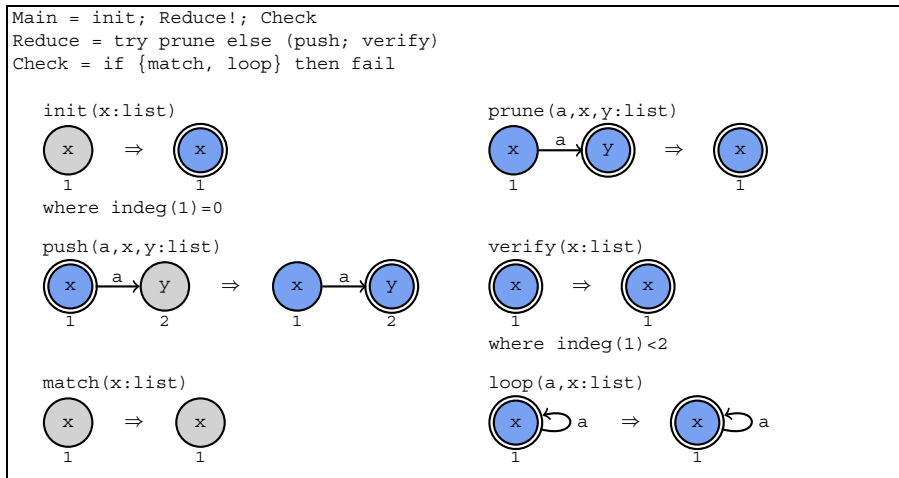 Main = init; Reduce!; Check
Reduce = try prune else (push; verify)
Check = if {match, loop} then fail
init(x:list)
x ⇒ x
1 1
where indeg(1)=0
prune(a,x,y:list)
x a y ⇒ x
1 1
push(a,x,y:list)
x a y ⇒ x a y
1 2 1 2
verify(x:list)
x ⇒ x
1 1
where indeg(1)<2
match(x:list)
x ⇒ x
1 1
loop(a,x:list)
x a ⇒ x a
1 1